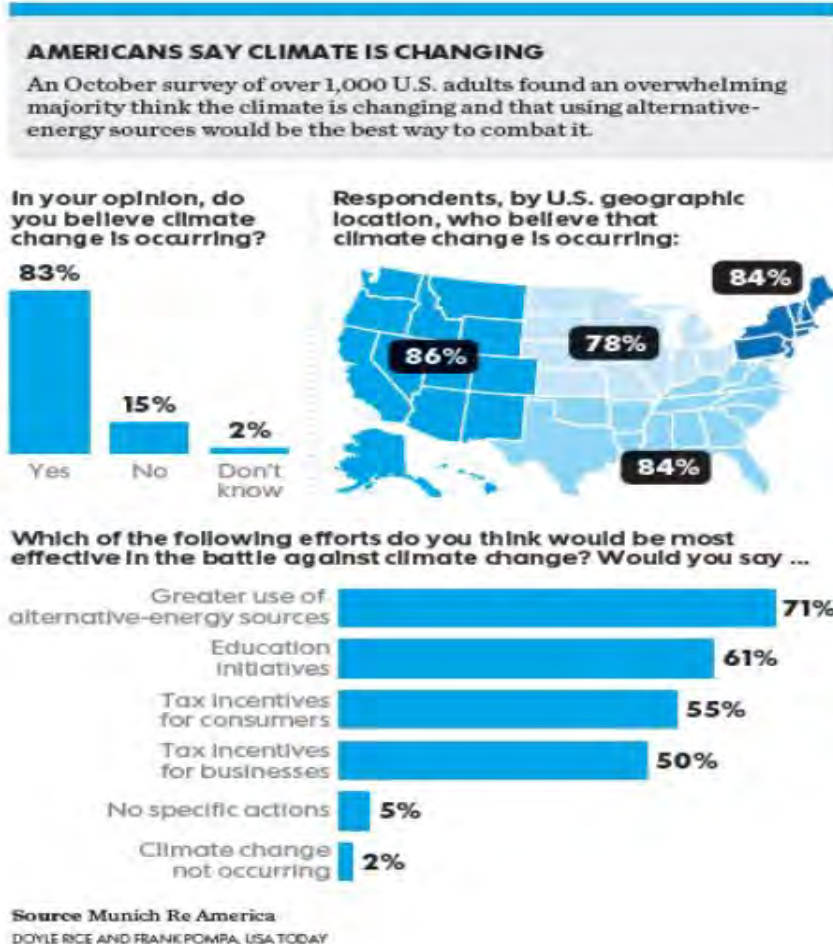 AMERICANS SAY CLIMATE IS CHANGING
An October survey of over 1,000 U.S. adults found an overwhelming
majority think the climate is changing and that using alternative-
energy sources would be the best way to combat it.
In your opinion, do
you believe climate
change is occurring?
83%
15%
2%
Yes
No
Don't
know
Respondents, by U.S. geographic
location, who believe that
climate change is occurring:
84%
86%
78%
84%
Which of the following efforts do you think would be most
effective in the battle against climate change? Would you say ...
Greater use of
alternative-energy sources
71%
Education
initiatives
61%
Tax incentives
for consumers
55%
Tax incentives
for businesses
50%
No specific actions
5%
Climate change
not occurring
2%
Source Munich Re America
DOYLE RICE AND FRANK POMPA, USA TODAY